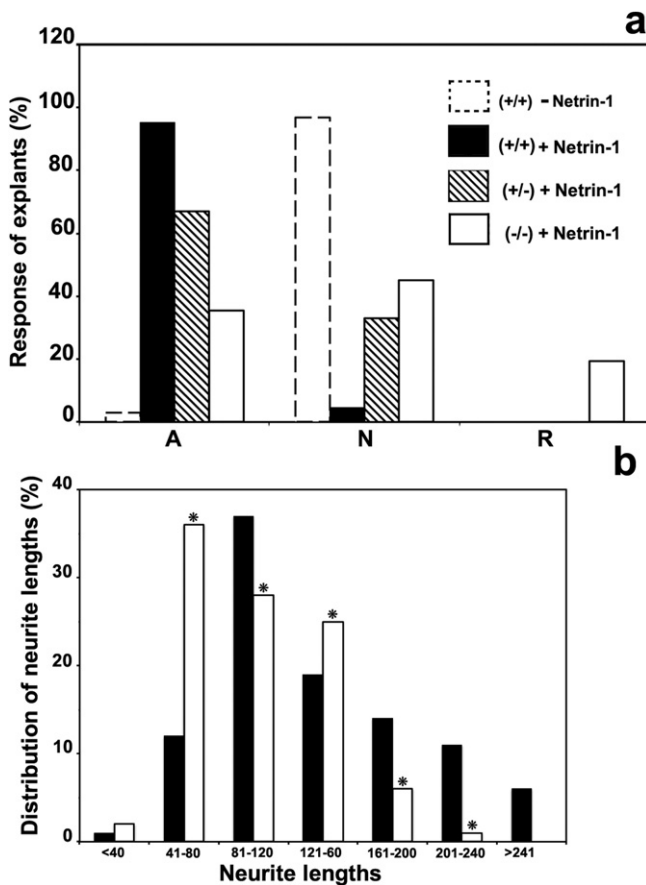 a
120
100
80
60
40
20
0
Response of explants (%)
(+/+) - Netrin-1
(+/+) + Netrin-1
(+/-) + Netrin-1
(-/-) + Netrin-1
A N R
b
40
30
20
10
0
Distribution of neurite lengths (%)
* * * * *
<40 41-80 81-120 121-60 161-200 201-240 >241
Neurite lengths